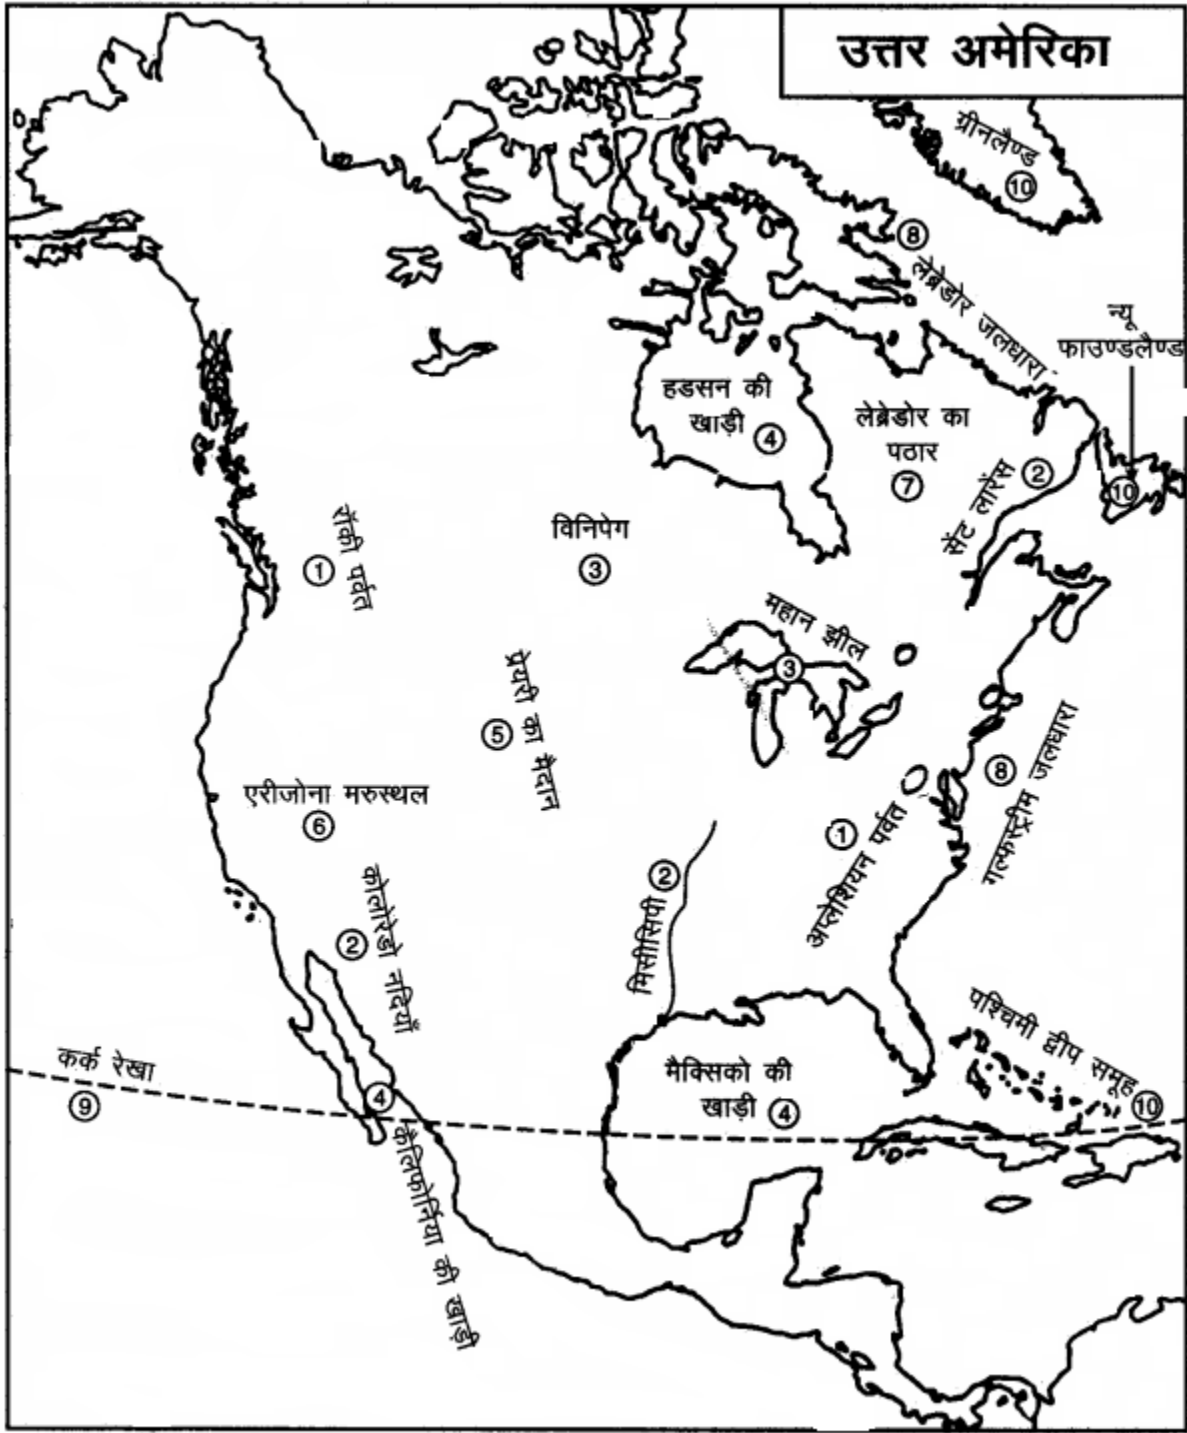 उत्तर अमेरिका
ग्रीनलैण्ड
10
8
लेब्रेडोर जलधारा
न्यू
फाउण्डलैण्ड
10
हडसन की
खाड़ी 4
लेब्रेडोर का
पठार
7
2
सेंट लारेंस
रॉकी पर्वत
1
विनिपेग
3
महान झील
3
प्रेयरी का मैदान
5
8
गल्फस्ट्रीम जलधारा
एरीजोना मरुस्थल
6
1
अप्लेशियन पर्वत
2
मिसीसिपी
कोलोरेडो नदियाँ
2
पश्चिमी द्वीप समूह 10
कर्क रेखा
9
मैक्सिको की
खाड़ी 4
4
कैलिफोर्निया की खाड़ी